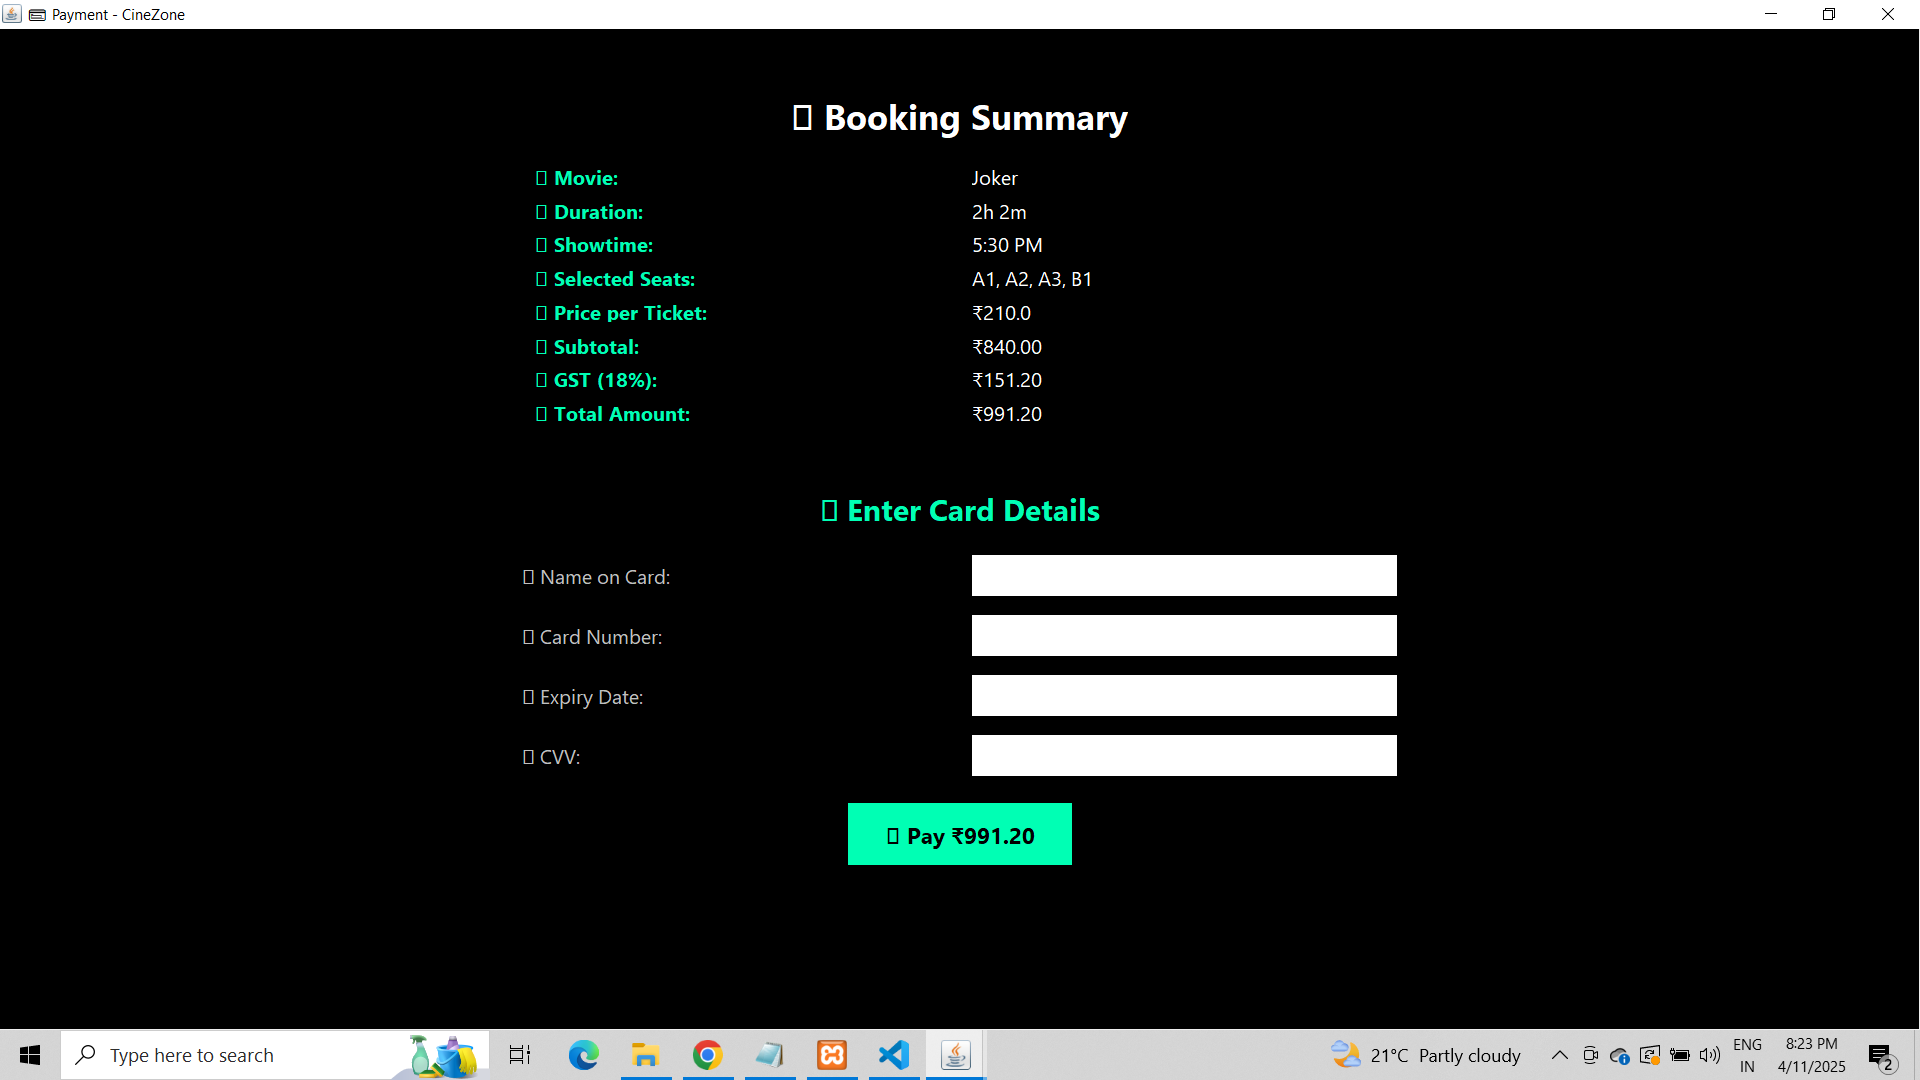 Payment - CineZone
Booking Summary
Movie: Joker
Duration: 2h 2m
Showtime: 5:30 PM
Selected Seats: A1, A2, A3, B1
Price per Ticket: ₹210.0
Subtotal: ₹840.00
GST (18%): ₹151.20
Total Amount: ₹991.20
Enter Card Details
Name on Card:
Card Number:
Expiry Date:
CVV:
Pay ₹991.20
Type here to search
21°C Partly cloudy
ENG
IN
8:23 PM
4/11/2025
2